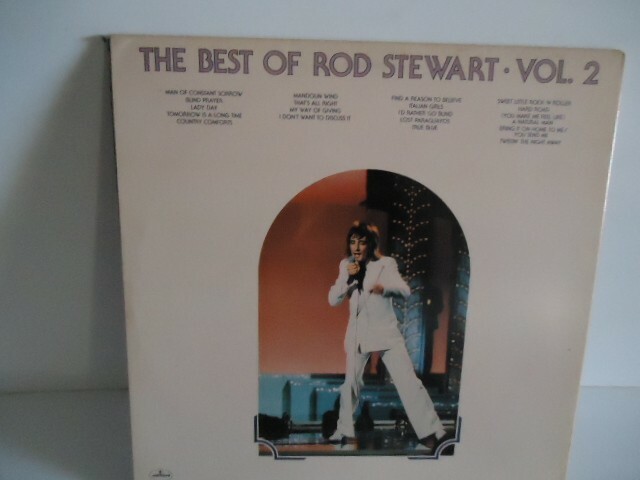 THE BEST OF ROD STEWART • VOL. 2
MAN OF CONSTANT SORROW
BLIND PRAYER
LADY DAY
TOMORROW IS A LONG TIME
COUNTRY COMFORTS
MANDOLIN WIND
THAT'S ALL RIGHT
MY WAY OF GIVING
I DON'T WANT TO DISCUSS IT
FIND A REASON TO BELIEVE
ITALIAN GIRLS
I'D RATHER GO BLIND
LOST PARAGUAYOS
TRUE BLUE
SWEET LITTLE ROCK 'N ROLLER
HARD ROAD
(YOU MAKE ME FEEL LIKE)
A NATURAL MAN
BRING IT ON HOME TO ME/
YOU SEND ME
TWISTIN' THE NIGHT AWAY